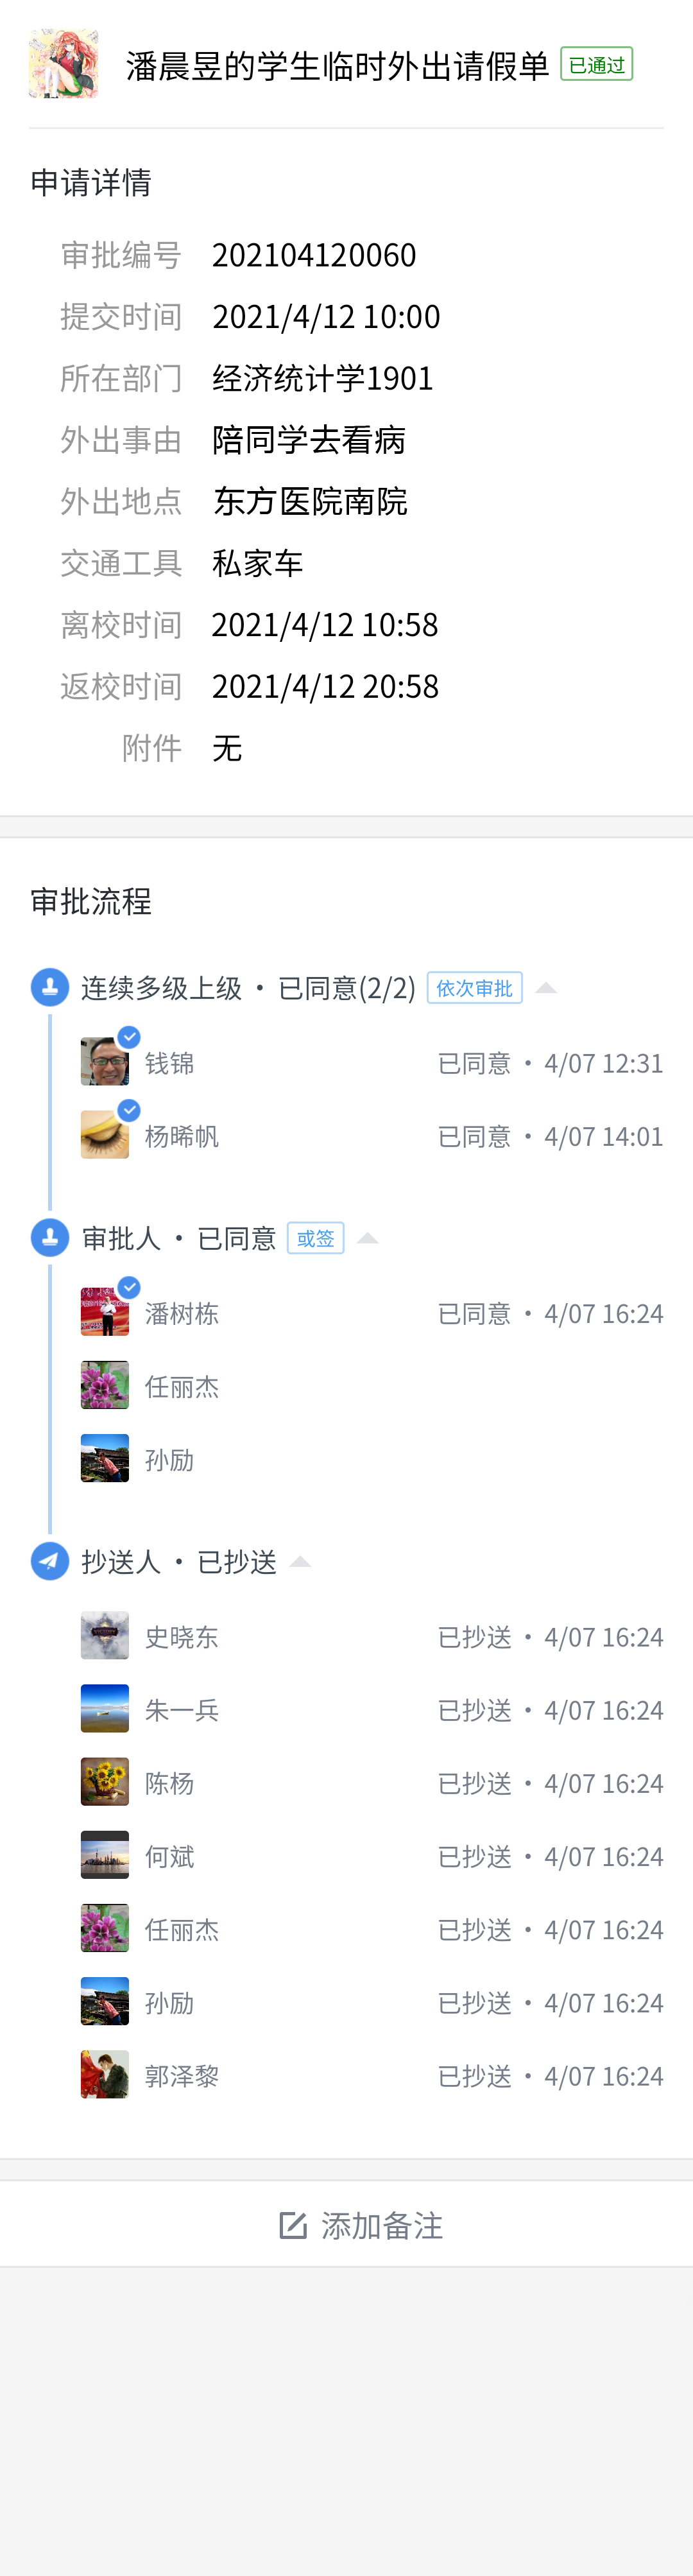 潘晨昱的学生临时外出请假单 已通过
申请详情
审批编号 202104120060
提交时间 2021/4/12 10:00
所在部门 经济统计学1901
外出事由 陪同学去看病
外出地点 东方医院南院
交通工具 私家车
离校时间 2021/4/12 10:58
返校时间 2021/4/12 20:58
附件 无
审批流程
连续多级上级 · 已同意(2/2) 依次审批
钱锦 已同意 · 4/07 12:31
杨晞帆 已同意 · 4/07 14:01
审批人 · 已同意 或签
潘树栋 已同意 · 4/07 16:24
任丽杰
孙励
抄送人 · 已抄送
史晓东 已抄送 · 4/07 16:24
朱一兵 已抄送 · 4/07 16:24
陈杨 已抄送 · 4/07 16:24
何斌 已抄送 · 4/07 16:24
任丽杰 已抄送 · 4/07 16:24
孙励 已抄送 · 4/07 16:24
郭泽黎 已抄送 · 4/07 16:24
添加备注